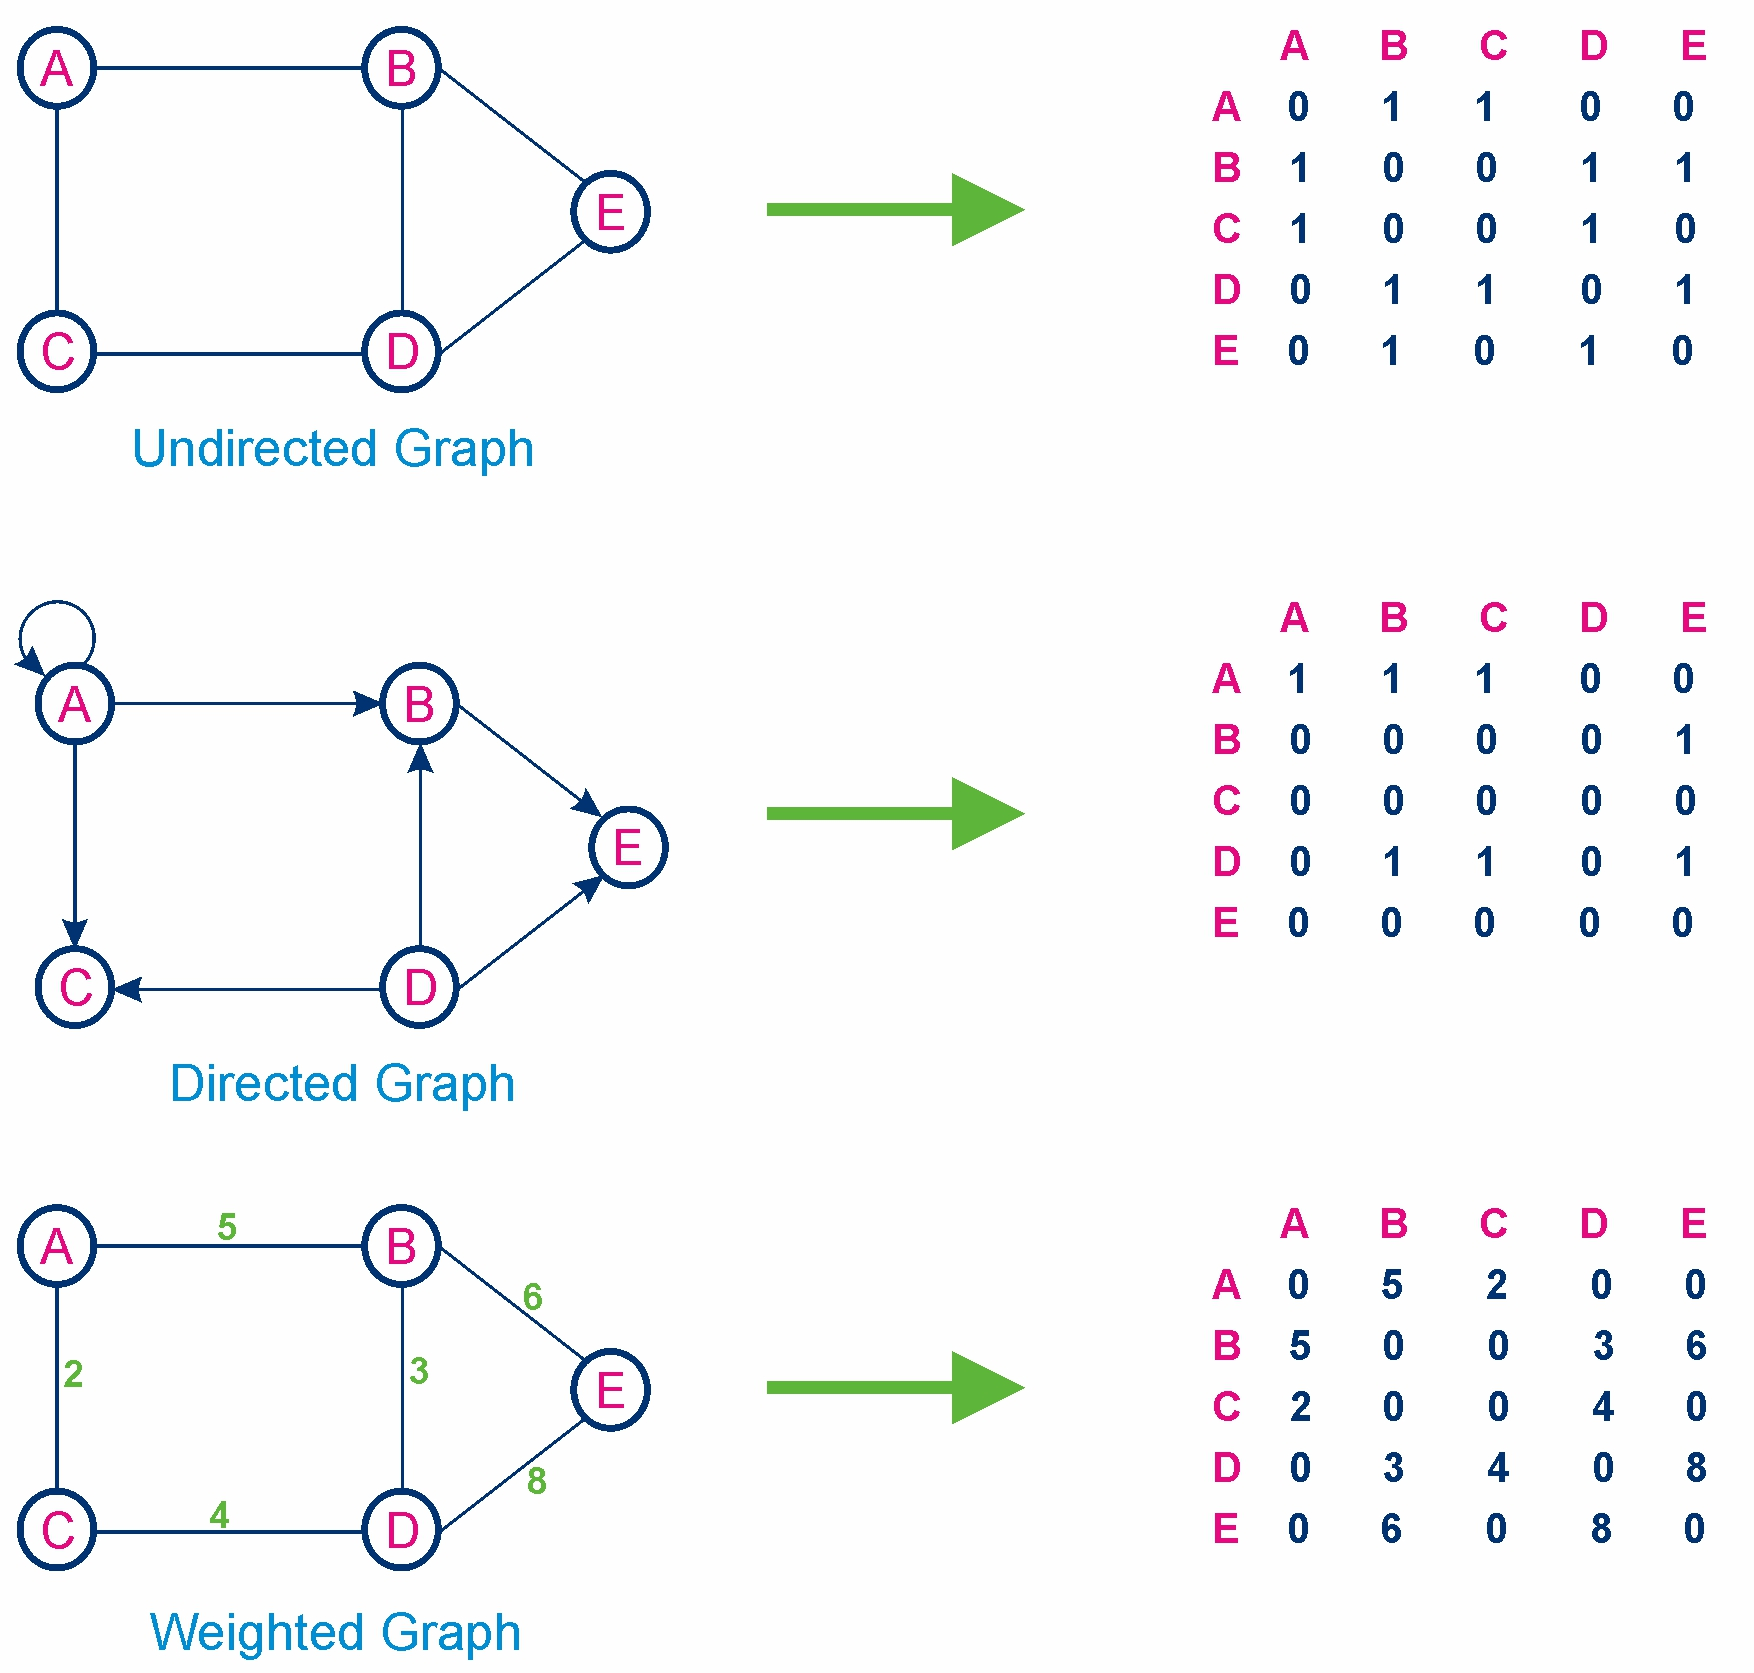 A B
E
C D
Undirected Graph
A B C D E
A 0 1 1 0 0
B 1 0 0 1 1
C 1 0 0 1 0
D 0 1 1 0 1
E 0 1 0 1 0
A B
E
C D
Directed Graph
A B C D E
A 1 1 1 0 0
B 0 0 0 0 1
C 0 0 0 0 0
D 0 1 1 0 1
E 0 0 0 0 0
5
A B
6
2 3
E
8
4
C D
Weighted Graph
A B C D E
A 0 5 2 0 0
B 5 0 0 3 6
C 2 0 0 4 0
D 0 3 4 0 8
E 0 6 0 8 0